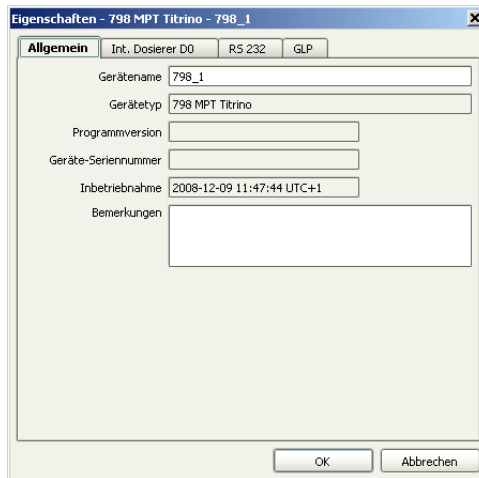 Eigenschaften - 798 MPT Titrino - 798_1
Allgemein Int. Dosierer D0 RS 232 GLP
Gerätename 798_1
Gerätetyp 798 MPT Titrino
Programmversion
Geräte-Seriennummer
Inbetriebnahme 2008-12-09 11:47:44 UTC+1
Bemerkungen
OK Abbrechen